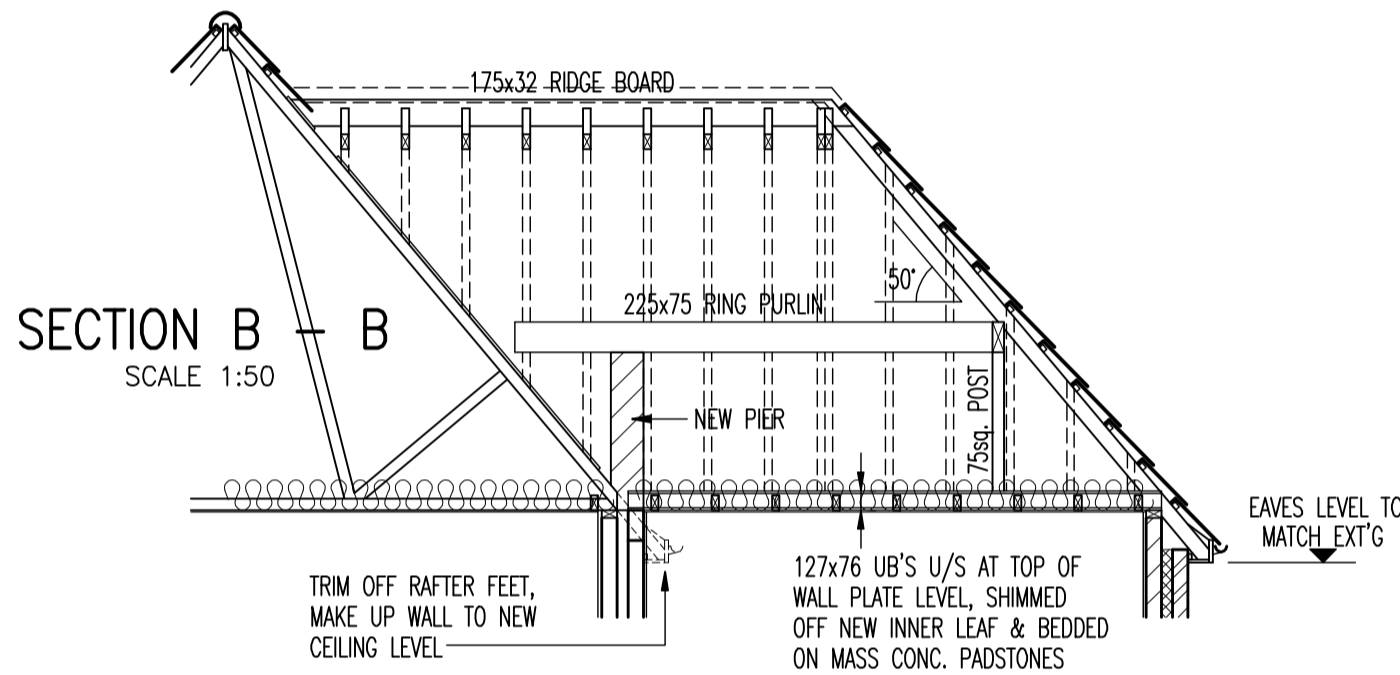 175x32 RIDGE BOARD
50°
225x75 RING PURLIN
SECTION B - B
SCALE 1:50
NEW PIER
75sq. POST
EAVES LEVEL TO
MATCH EXT'G
TRIM OFF RAFTER FEET,
MAKE UP WALL TO NEW
CEILING LEVEL
127x76 UB'S U/S AT TOP OF
WALL PLATE LEVEL, SHIMMED
OFF NEW INNER LEAF & BEDDED
ON MASS CONC. PADSTONES